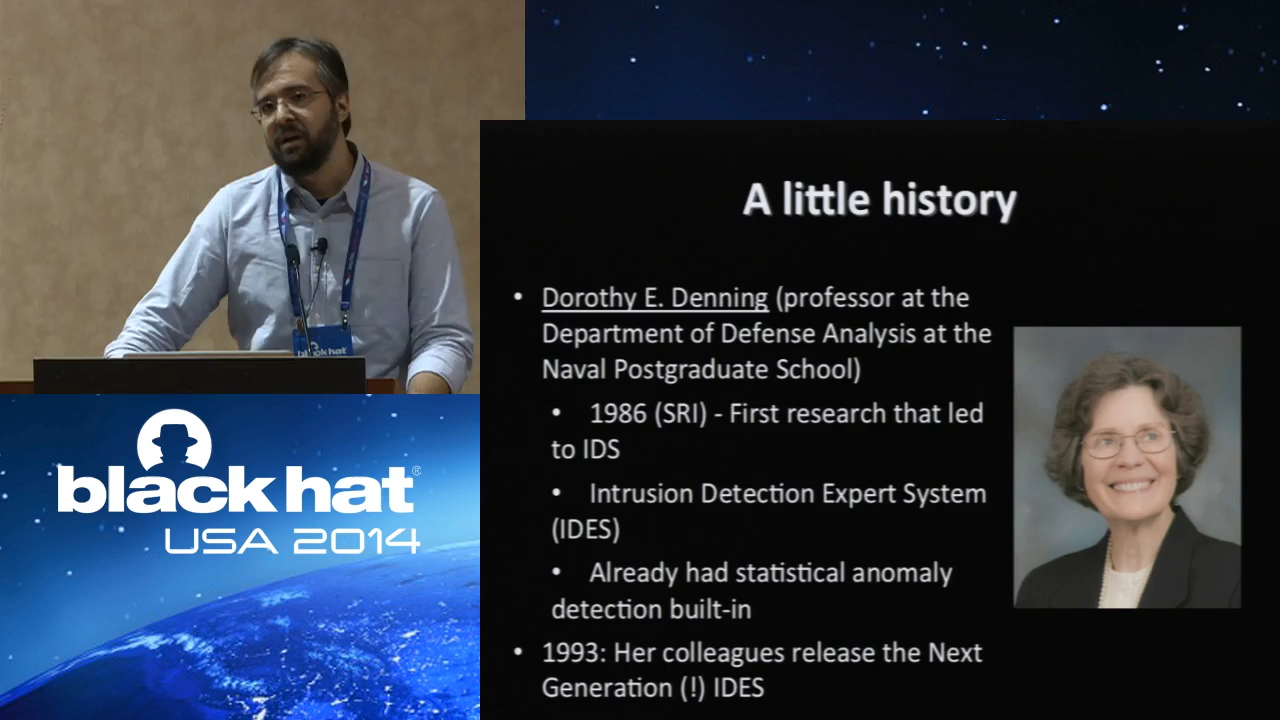 A little history
• Dorothy E. Denning (professor at the
Department of Defense Analysis at the
Naval Postgraduate School)
• 1986 (SRI) - First research that led
to IDS
• Intrusion Detection Expert System
(IDES)
• Already had statistical anomaly
detection built-in
• 1993: Her colleagues release the Next
Generation (!) IDES
black hat
black hat®
USA 2014